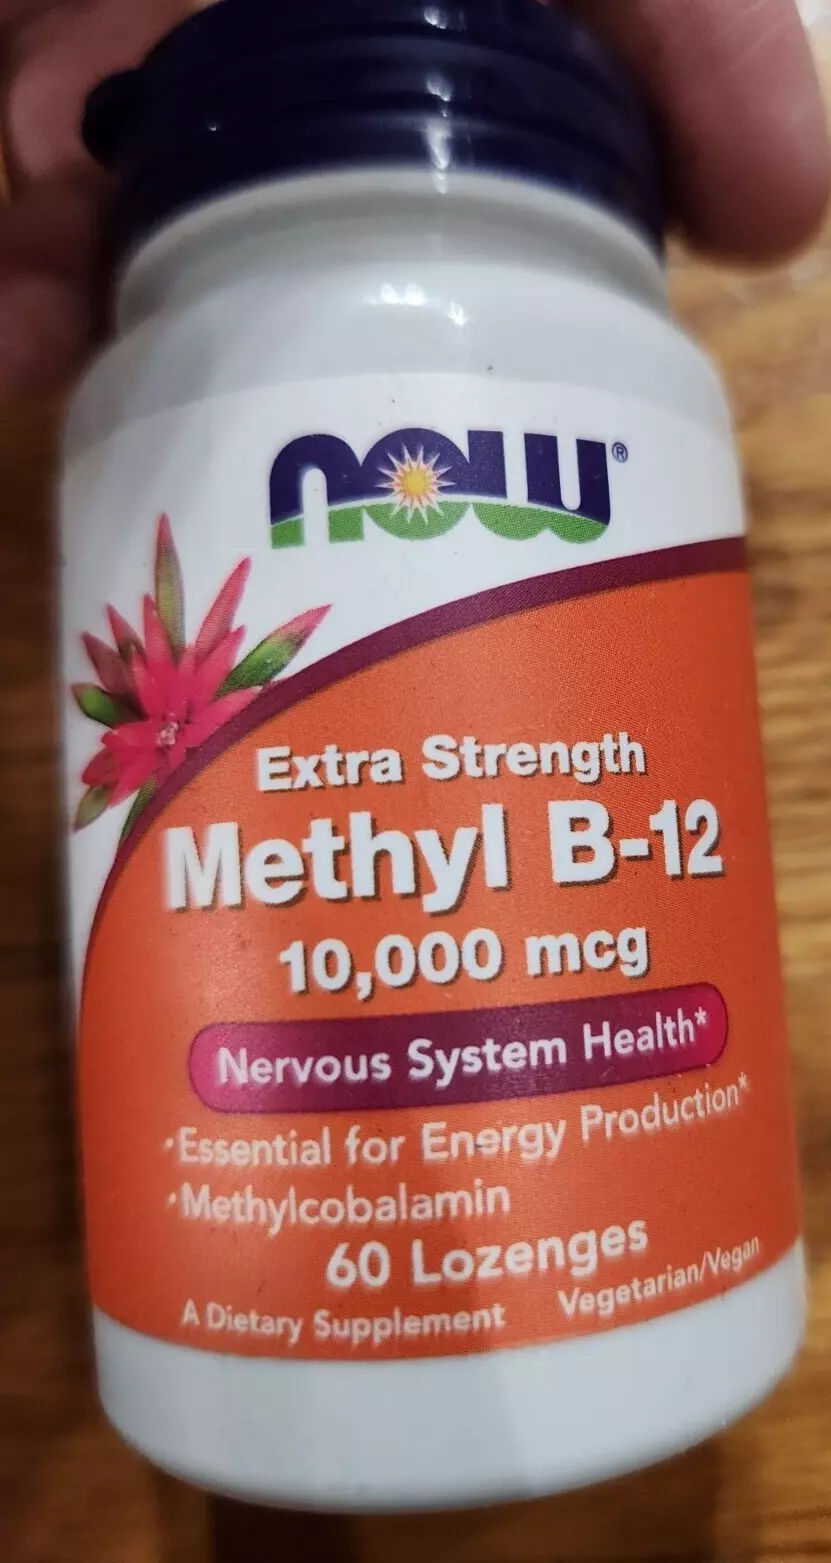 now®
Extra Strength
Methyl B-12
10,000 mcg
Nervous System Health*
•Essential for Energy Production*
•Methylcobalamin
60 Lozenges
A Dietary Supplement Vegetarian/Vegan